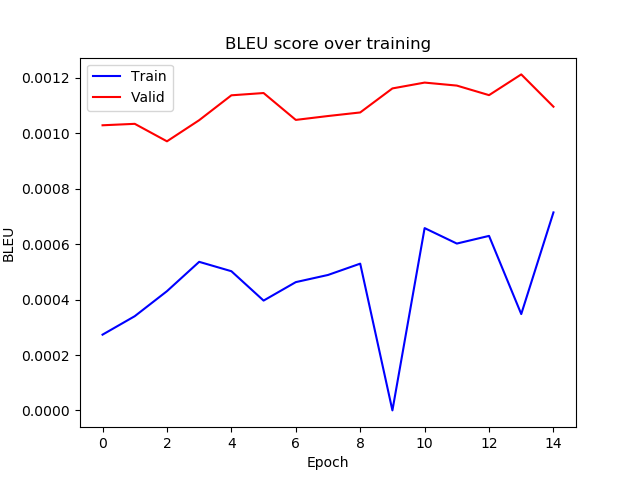 BLEU score over training
Train
Valid
0.0012
0.0010
0.0008
0.0006
0.0004
0.0002
0.0000
BLEU
0 2 4 6 8 10 12 14
Epoch